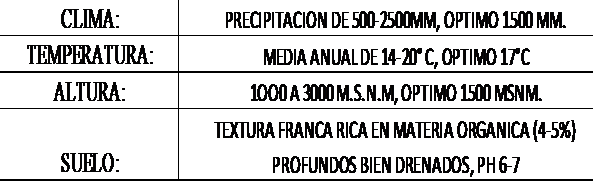 CLIMA: PRECIPITACION DE 500-2500MM, OPTIMO 1500 MM.
TEMPERATURA: MEDIA ANUAL DE 14-20° C, OPTIMO 17°C
ALTURA: 1000 A 3000 M.S.N.M, OPTIMO 1500 MSNM.
TEXTURA FRANCA RICA EN MATERIA ORGANICA (4-5%)
SUELO: PROFUNDOS BIEN DRENADOS, PH 6-7